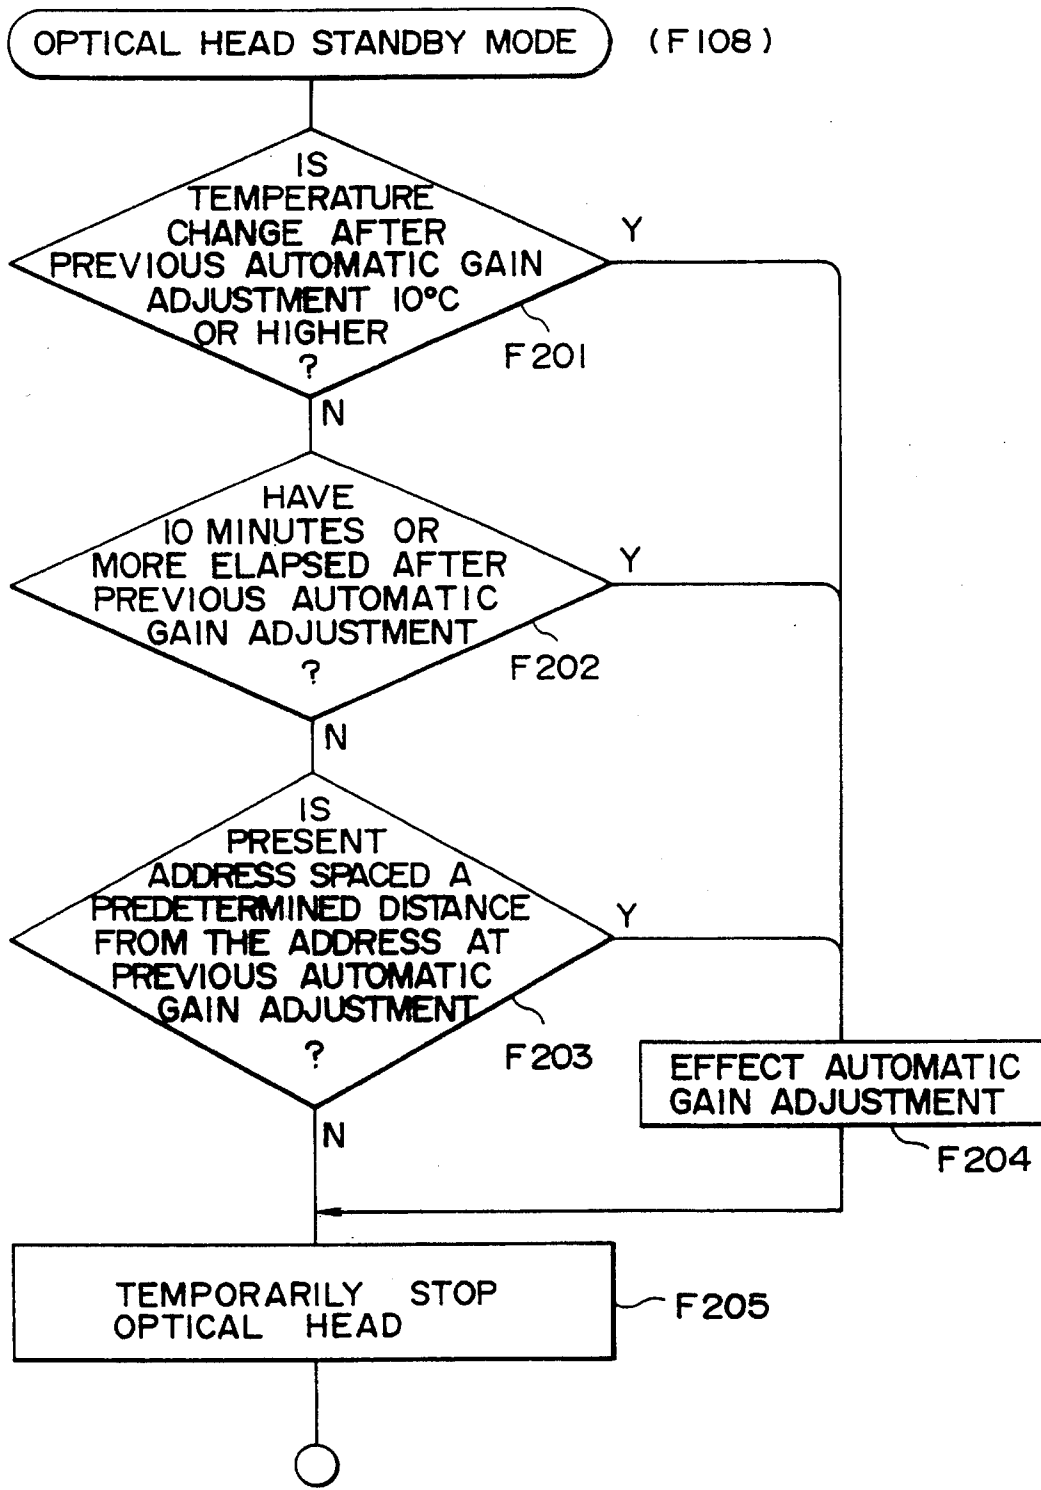 OPTICAL HEAD STANDBY MODE (F108)
IS
TEMPERATURE
CHANGE AFTER
PREVIOUS AUTOMATIC GAIN
ADJUSTMENT 10°C
OR HIGHER
?
Y
F201
N
HAVE
10 MINUTES OR
MORE ELAPSED AFTER
PREVIOUS AUTOMATIC
GAIN ADJUSTMENT
?
Y
F202
N
IS
PRESENT
ADDRESS SPACED A
PREDETERMINED DISTANCE
FROM THE ADDRESS AT
PREVIOUS AUTOMATIC
GAIN ADJUSTMENT
?
Y
F203
N
EFFECT AUTOMATIC
GAIN ADJUSTMENT
F204
TEMPORARILY STOP
OPTICAL HEAD
F205